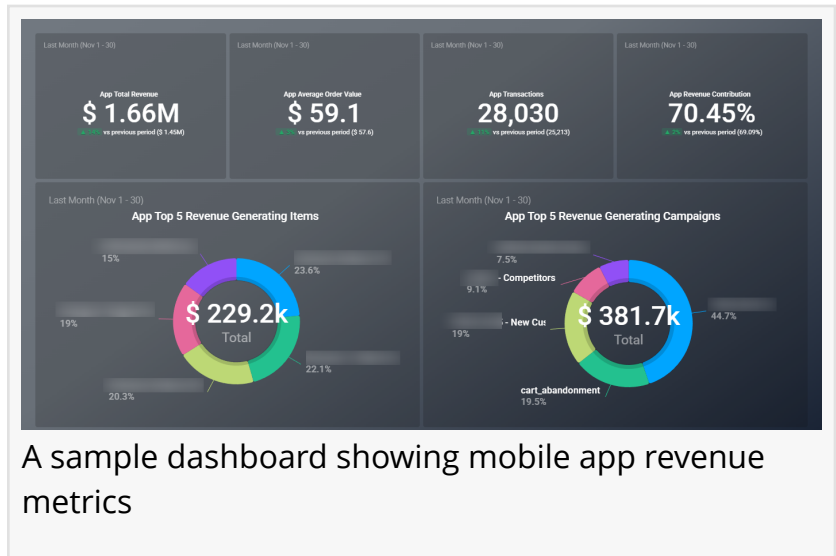 Last Month (Nov 1 - 30)
App Total Revenue
$ 1.66M
vs previous period ($ 1.45M)
Last Month (Nov 1 - 30)
App Average Order Value
$ 59.1
vs previous period ($ 57.6)
Last Month (Nov 1 - 30)
App Transactions
28,030
vs previous period (25,213)
Last Month (Nov 1 - 30)
App Revenue Contribution
70.45%
▲ 2% vs previous period (69.09%)
Last Month (Nov 1 - 30)
App Top 5 Revenue Generating Items
15%
23.6%
19%
$ 229.2k
Total
22.1%
20.3%
Last Month (Nov 1 - 30)
App Top 5 Revenue Generating Campaigns
7.5%
- Competitors
9.1%
44.7%
- New Cus
19%
$ 381.7k
Total
cart_abandonment
19.5%
A sample dashboard showing mobile app revenue
metrics